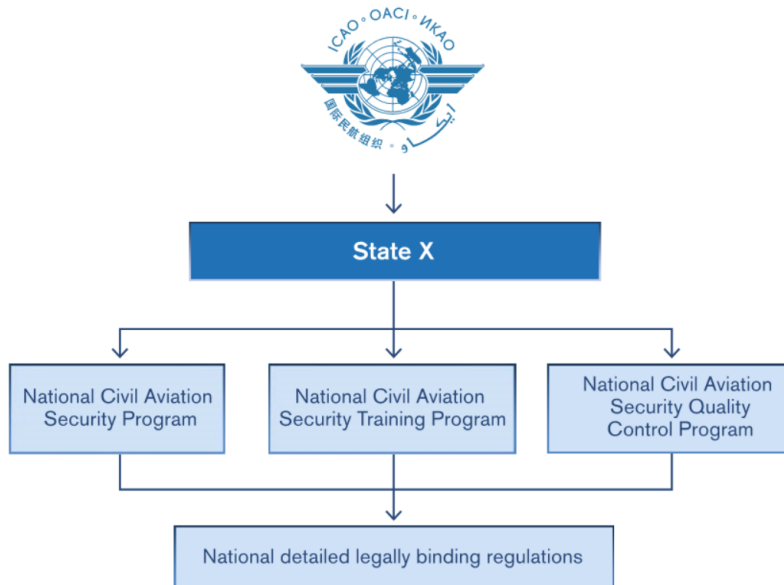 ICAO • OACI • ИКАО
国际民航组织 • ايكاو
State X
National Civil Aviation
Security Program
National Civil Aviation
Security Training Program
National Civil Aviation
Security Quality
Control Program
National detailed legally binding regulations